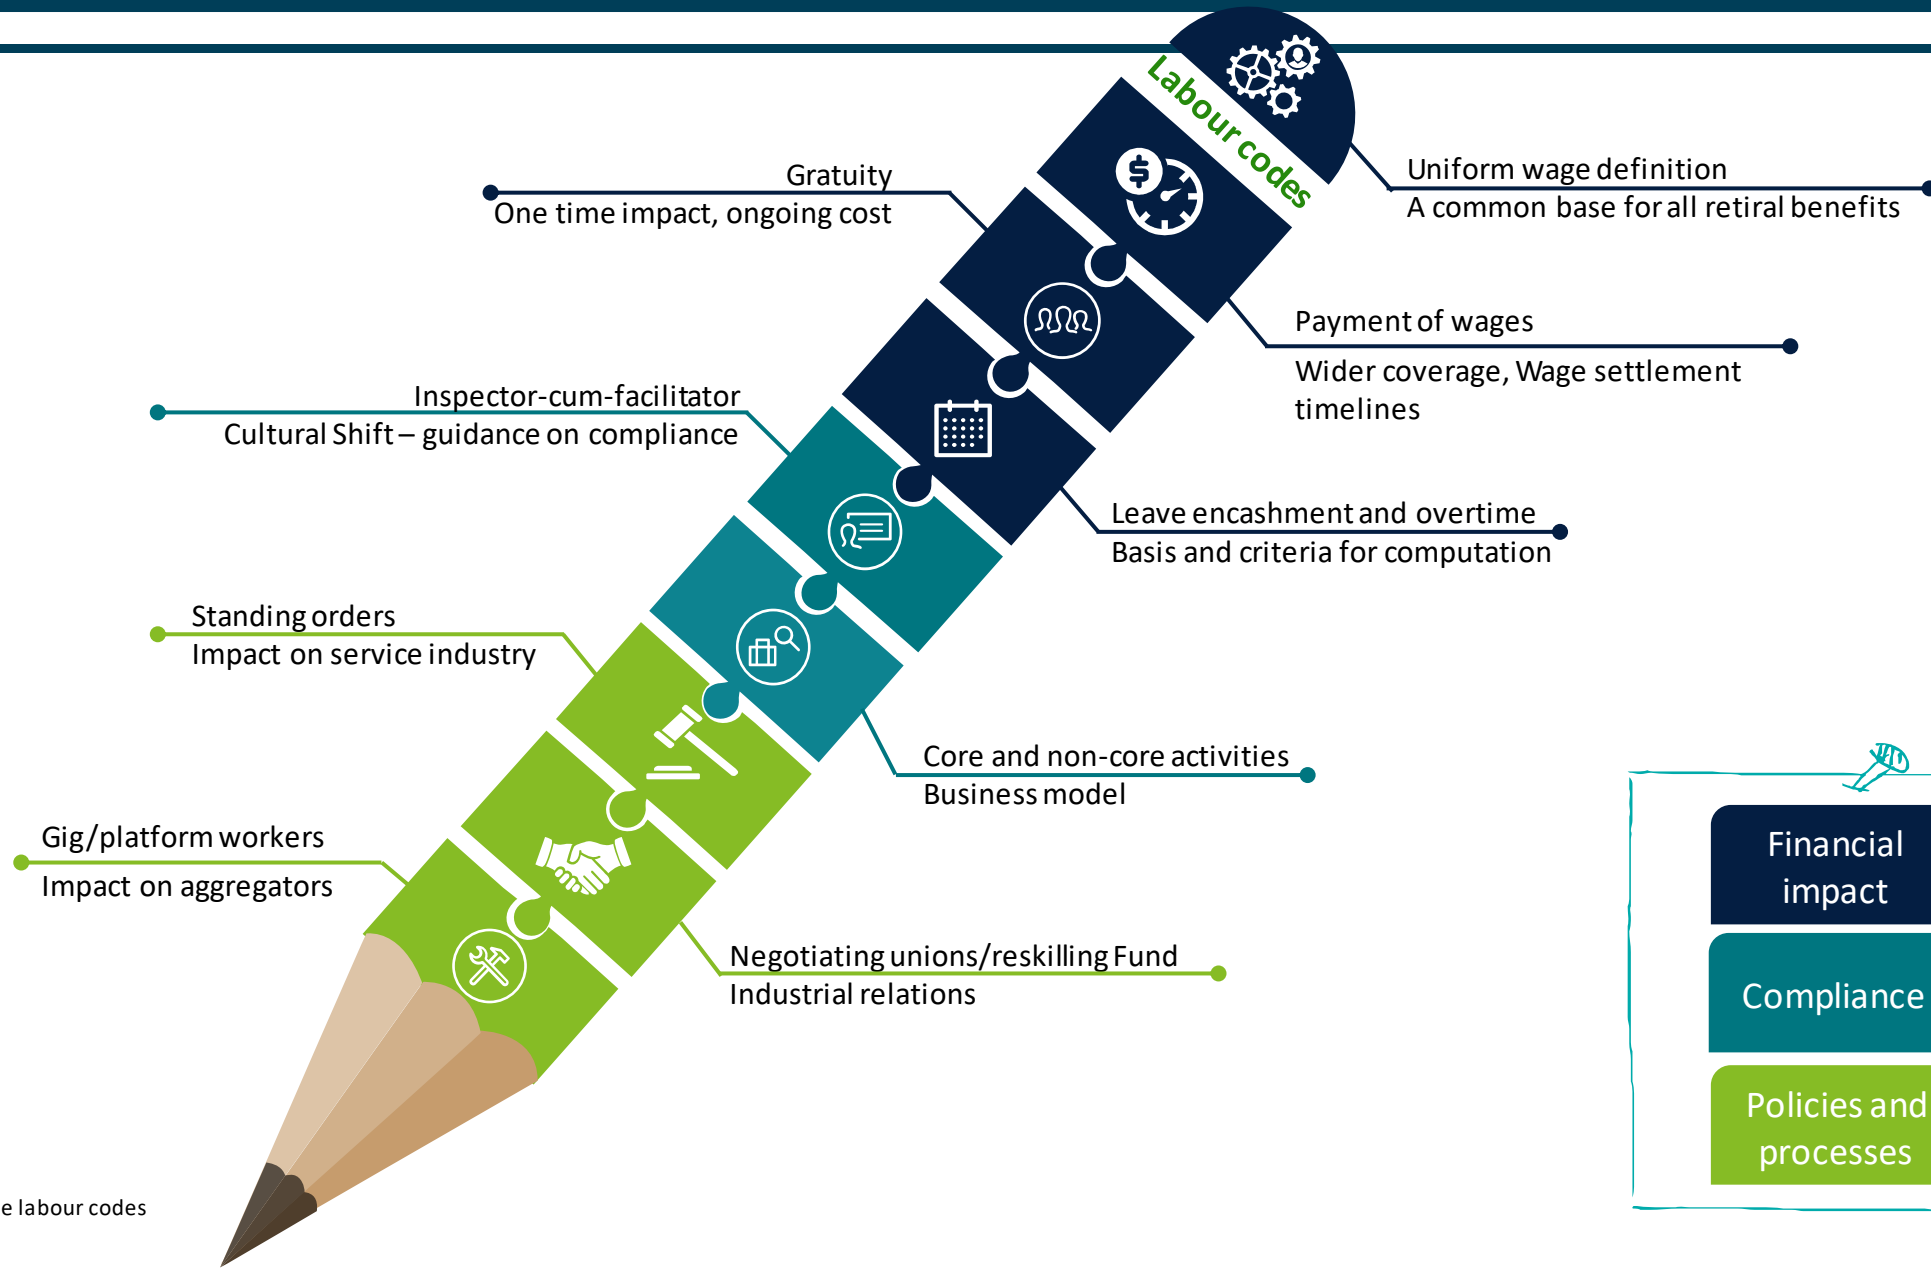 Labour codes
Uniform wage definition
A common base for all retiral benefits
Gratuity
One time impact, ongoing cost
Payment of wages
Wider coverage, Wage settlement
timelines
Inspector-cum-facilitator
Cultural Shift – guidance on compliance
Leave encashment and overtime
Basis and criteria for computation
Standing orders
Impact on service industry
Core and non-core activities
Business model
Gig/platform workers
Impact on aggregators
Negotiating unions/reskilling Fund
Industrial relations
Financial
impact
Compliance
Policies and
processes
e labour codes